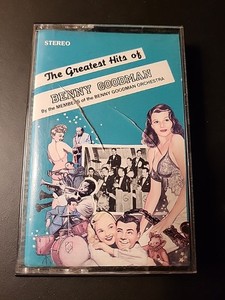 STEREO
The Greatest Hits of
BENNY GOODMAN
By the MEMBERS of the BENNY GOODMAN ORCHESTRA